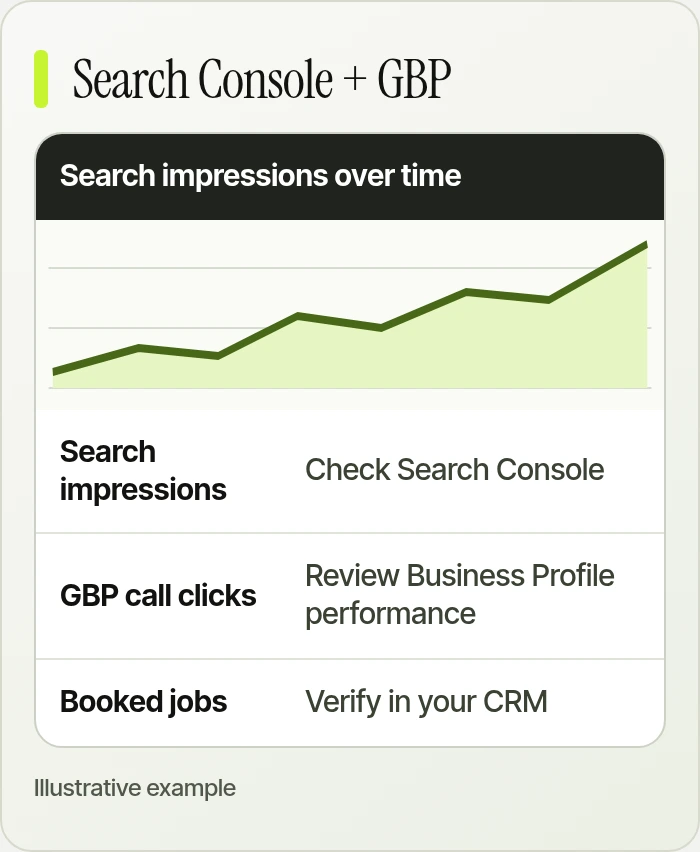 Search Console + GBP
Search impressions over time
Search
impressions
Check Search Console
GBP call clicks
Review Business Profile
performance
Booked jobs
Verify in your CRM
Illustrative example